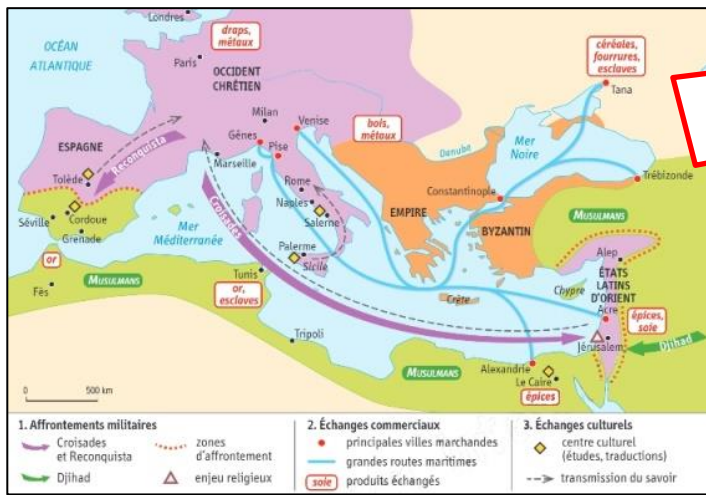 Londres
OCÉAN
ATLANTIQUE
draps,
métaux
Paris
OCCIDENT
CHRÉTIEN
céréales,
fourrures,
esclaves
Tana
Milan
Venise
bois,
métaux
Gênes
Pise
ESPAGNE
Reconquista
Marseille
Danube
Mer
Noire
Tolède
Rome
Constantinople
Trébizonde
Croisades
Naples
Salerne
EMPIRE
BYZANTIN
MUSULMANS
Séville
Cordoue
Grenade
Mer
Méditerranée
Palerme
Sicile
Alep
or
MUSULMANS
Tunis
or,
esclaves
Crète
Chypre
ÉTATS
LATINS
D'ORIENT
Acre
épices,
soie
Fès
Tripoli
Jérusalem
Djihad
MUSULMANS
Alexandrie
Le Caire
épices
0 500 km
1. Affrontements militaires
Croisades
et Reconquista
zones
d'affrontement
Djihad
enjeu religieux
2. Échanges commerciaux
principales villes marchandes
grandes routes maritimes
soie produits échangés
3. Échanges culturels
centre culturel
(études, traductions)
transmission du savoir